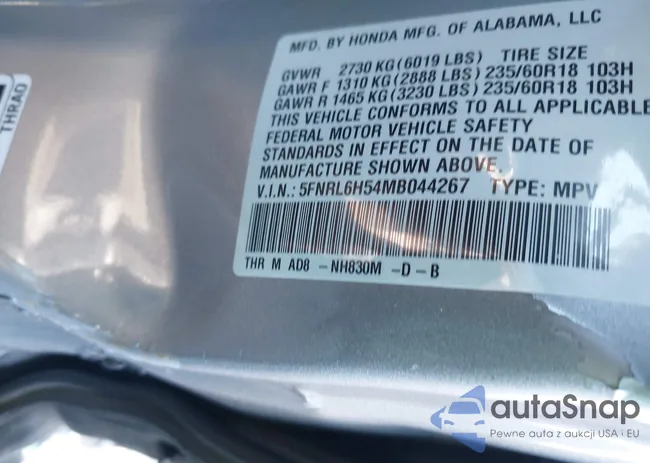 THRAD
MFD. BY HONDA MFG. OF ALABAMA, LLC
GVWR 2730 KG (6019 LBS) TIRE SIZE
GAWR F 1310 KG (2888 LBS) 235/60R18 103H
GAWR R 1465 KG (3230 LBS) 235/60R18 103H
THIS VEHICLE CONFORMS TO ALL APPLICABLE
FEDERAL MOTOR VEHICLE SAFETY
STANDARDS IN EFFECT ON THE DATE OF
MANUFACTURE SHOWN ABOVE.
V.I.N.: 5FNRL6H54MB044267 TYPE: MPV
THR M AD8 - NH830M - D - B
autaSnap
Pewne auta z aukcji USA i EU